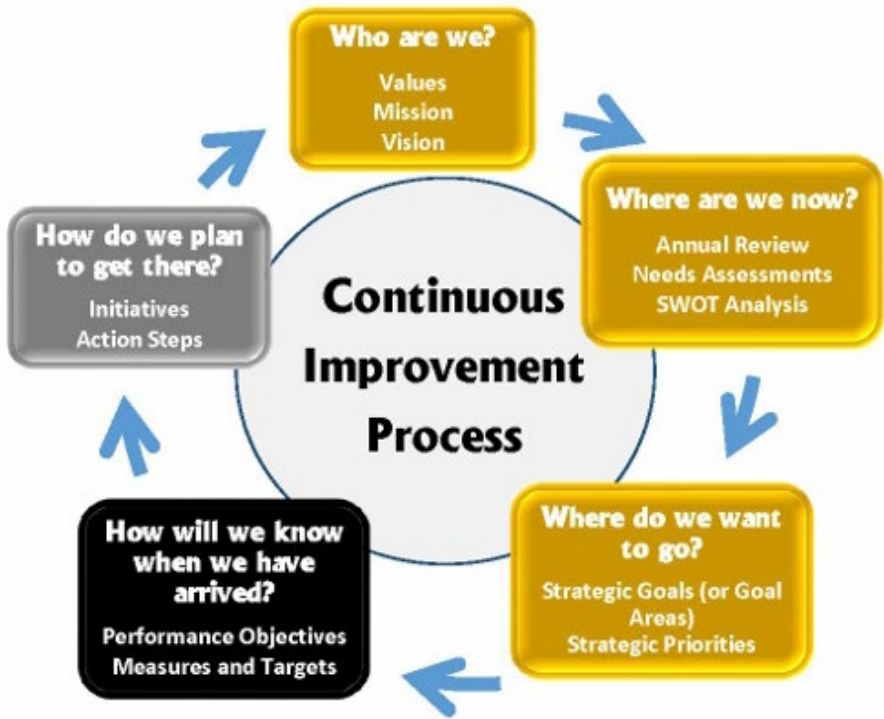 Who are we?
Values
Mission
Vision
Where are we now?
Annual Review
Needs Assessments
SWOT Analysis
Where do we want
to go?
Strategic Goals (or Goal
Areas)
Strategic Priorities
How will we know
when we have
arrived?
Performance Objectives
Measures and Targets
How do we plan
to get there?
Initiatives
Action Steps
Continuous
Improvement
Process